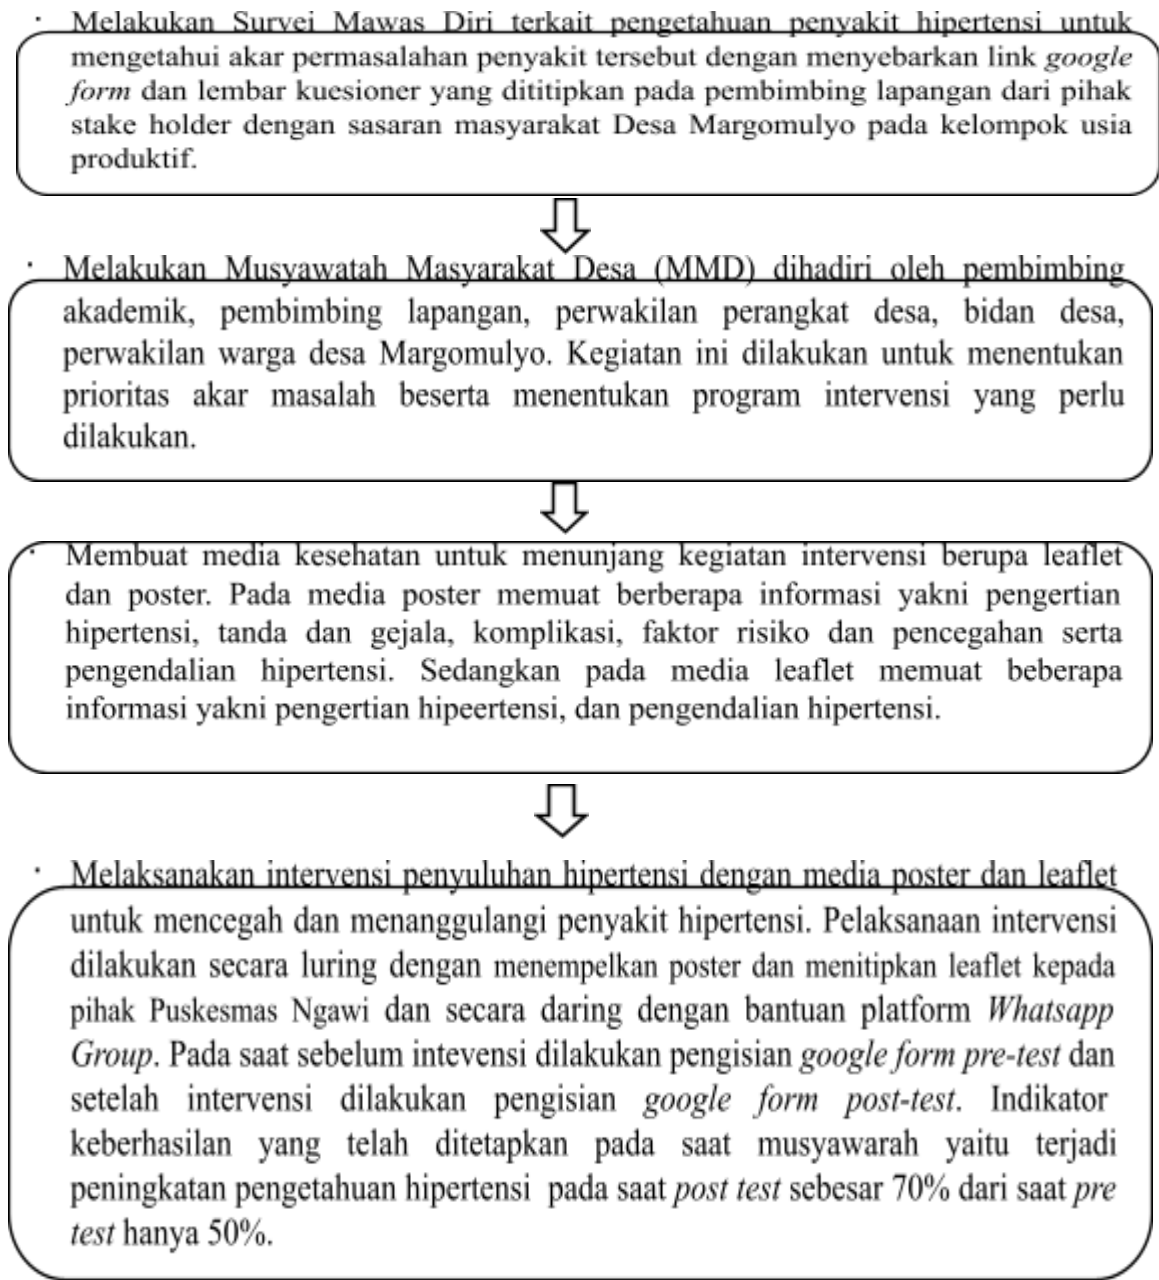 · Melakukan Survei Mawas Diri terkait pengetahuan penyakit hipertensi untuk
mengetahui akar permasalahan penyakit tersebut dengan menyebarkan link google
form dan lembar kuesioner yang dititipkan pada pembimbing lapangan dari pihak
stake holder dengan sasaran masyarakat Desa Margomulyo pada kelompok usia
produktif.
· Melakukan Musyawatah Masyarakat Desa (MMD) dihadiri oleh pembimbing
akademik, pembimbing lapangan, perwakilan perangkat desa, bidan desa,
perwakilan warga desa Margomulyo. Kegiatan ini dilakukan untuk menentukan
prioritas akar masalah beserta menentukan program intervensi yang perlu
dilakukan.
· Membuat media kesehatan untuk menunjang kegiatan intervensi berupa leaflet
dan poster. Pada media poster memuat berberapa informasi yakni pengertian
hipertensi, tanda dan gejala, komplikasi, faktor risiko dan pencegahan serta
pengendalian hipertensi. Sedangkan pada media leaflet memuat beberapa
informasi yakni pengertian hipeertensi, dan pengendalian hipertensi.
· Melaksanakan intervensi penyuluhan hipertensi dengan media poster dan leaflet
untuk mencegah dan menanggulangi penyakit hipertensi. Pelaksanaan intervensi
dilakukan secara luring dengan menempelkan poster dan menitipkan leaflet kepada
pihak Puskesmas Ngawi dan secara daring dengan bantuan platform Whatsapp
Group. Pada saat sebelum intevensi dilakukan pengisian google form pre-test dan
setelah intervensi dilakukan pengisian google form post-test. Indikator
keberhasilan yang telah ditetapkan pada saat musyawarah yaitu terjadi
peningkatan pengetahuan hipertensi pada saat post test sebesar 70% dari saat pre
test hanya 50%.